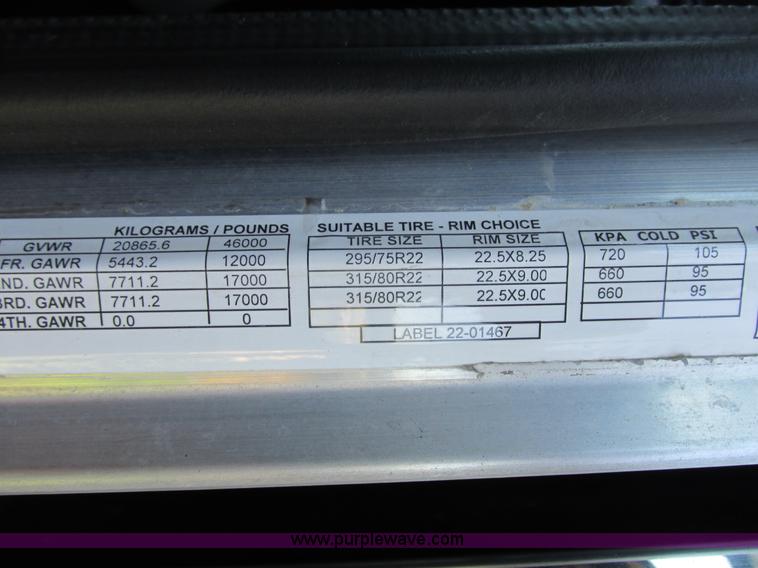 KILOGRAMS / POUNDS SUITABLE TIRE - RIM CHOICE
GVWR 20865.6 46000 TIRE SIZE RIM SIZE KPA COLD PSI
FR. GAWR 5443.2 12000 295/75R22 22.5X8.25 720 105
ND. GAWR 7711.2 17000 315/80R22 22.5X9.00 660 95
RD. GAWR 7711.2 17000 315/80R22 22.5X9.00 660 95
4TH. GAWR 0.0 0
LABEL 22-01467
www.purplewave.com